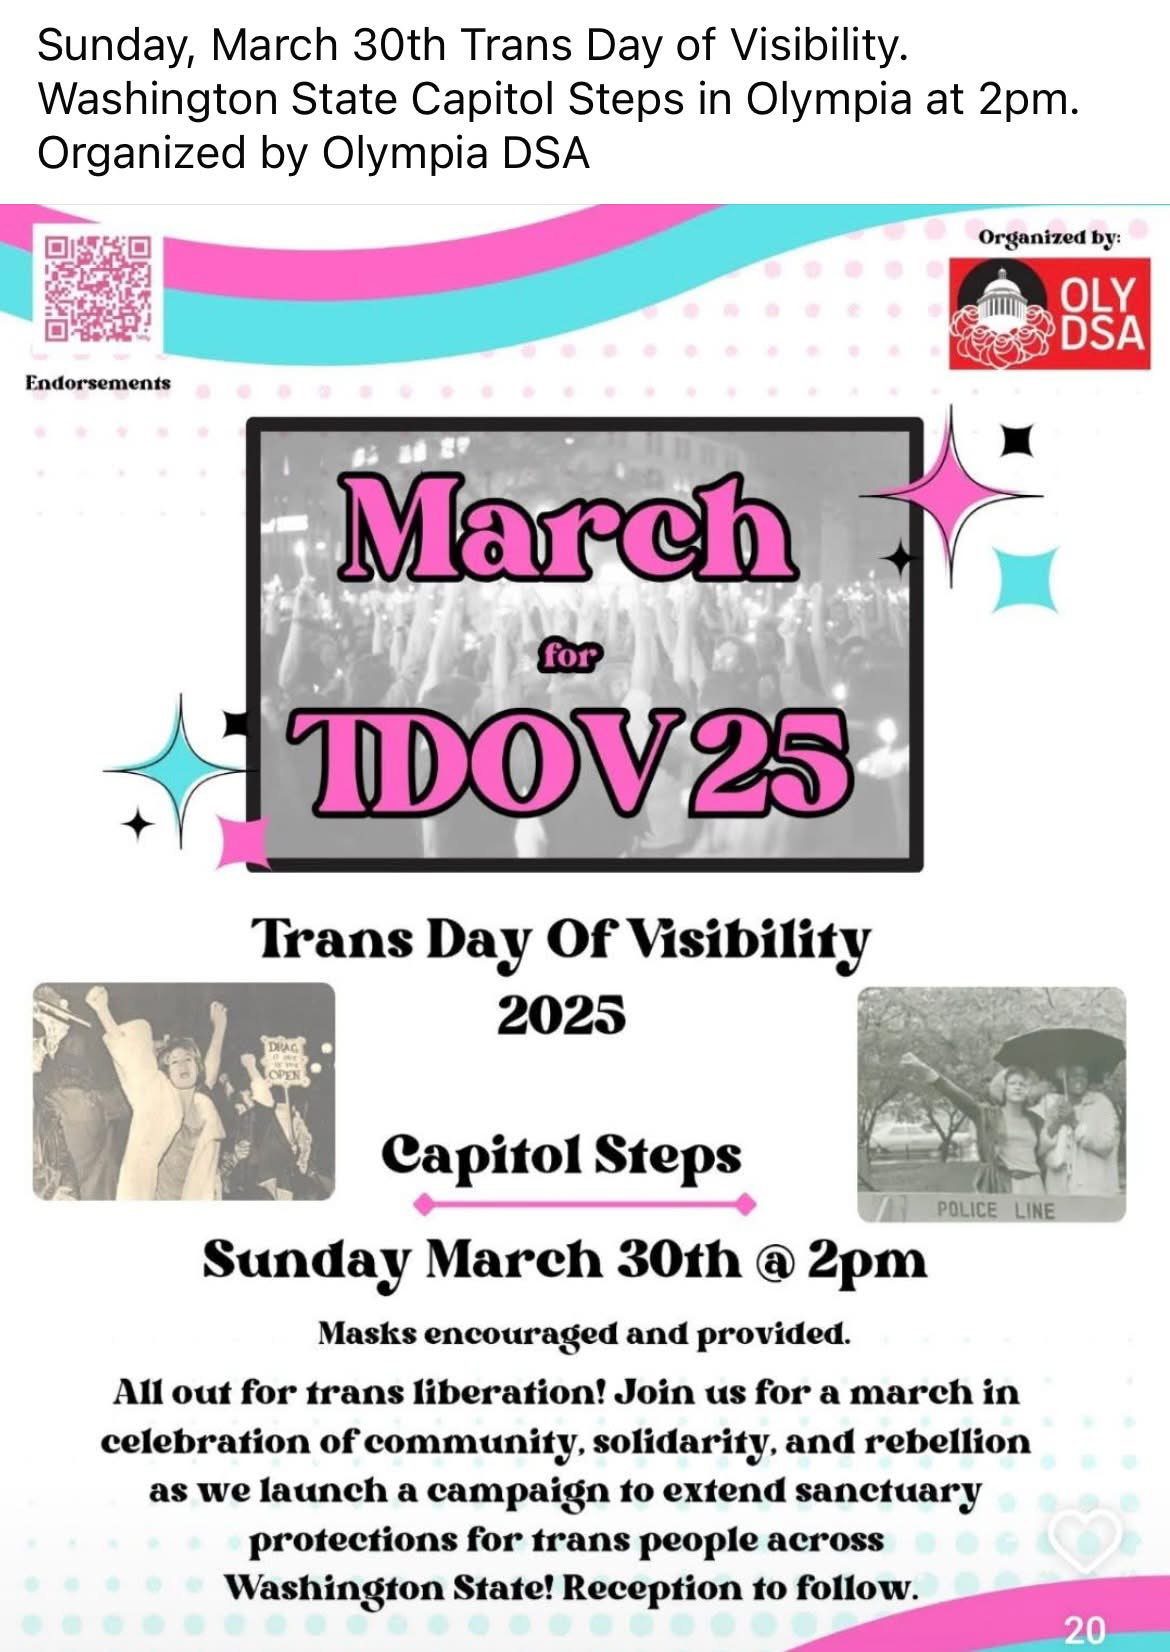 Sunday, March 30th Trans Day of Visibility.
Washington State Capitol Steps in Olympia at 2pm.
Organized by Olympia DSA
Organized by:
OLY
DSA
Endorsements
March
for
TDOV 25
Trans Day Of Visibility
2025
DRAG
OPEN
Capitol Steps
POLICE LINE
Sunday March 30th @ 2pm
Masks encouraged and provided.
All out for trans liberation! Join us for a march in
celebration of community, solidarity, and rebellion
as we launch a campaign to extend sanctuary
protections for trans people across
Washington State! Reception to follow.
20